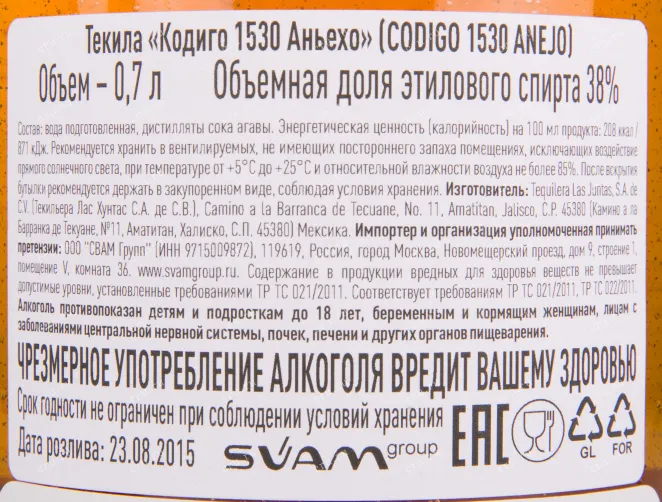 Текила «Кодиго 1530 Аньехо» (CODIGO 1530 ANEJO)
Объем – 0,7 л Объемная доля этилового спирта 38%
Состав: вода подготовленная, дистилляты сока агавы. Энергетическая ценность (калорийность) на 100 мл продукта: 208 ккал /
871 кДж. Рекомендуется хранить в вентилируемых, не имеющих постороннего запаха помещениях, исключающих воздействие
прямого солнечного света, при температуре от +5°С до +25°С и относительной влажности воздуха не более 85%. После вскрытия
бутылки рекомендуется держать в закупоренном виде, соблюдая условия хранения. Изготовитель: Tequilera Las Juntas, S.A. de
C.V. (Текильера Лас Хунтас С.А. де С.В.), Camino a la Barranca de Tecuane, No. 11, Amatitan, Jalisco, C.P. 45380 (Камино а ла
Барранка де Текуане, №11, Аматитан, Халиско, С.П. 45380) Мексика. Импортер и организация уполномоченная принимать
претензии: ООО "СВАМ Групп" (ИНН 9715009872), 119619, Россия, город Москва, Новомещерский проезд, дом 9, строение 1,
помещение V, комната 36. www.svamgroup.ru. Содержание в продукции вредных для здоровья веществ не превышает
допустимые уровни, установленные требованиями ТР ТС 021/2011. Соответствует требованиям ТР ТС 021/2011, ТР ТС 022/2011.
Алкоголь противопоказан детям и подросткам до 18 лет, беременным и кормящим женщинам, лицам с
заболеваниями центральной нервной системы, почек, печени и других органов пищеварения.
ЧРЕЗМЕРНОЕ УПОТРЕБЛЕНИЕ АЛКОГОЛЯ ВРЕДИТ ВАШЕМУ ЗДОРОВЬЮ
Срок годности не ограничен при соблюдении условий хранения
Дата розлива: 23.08.2015
SVAM group
EAC
GL
FOR